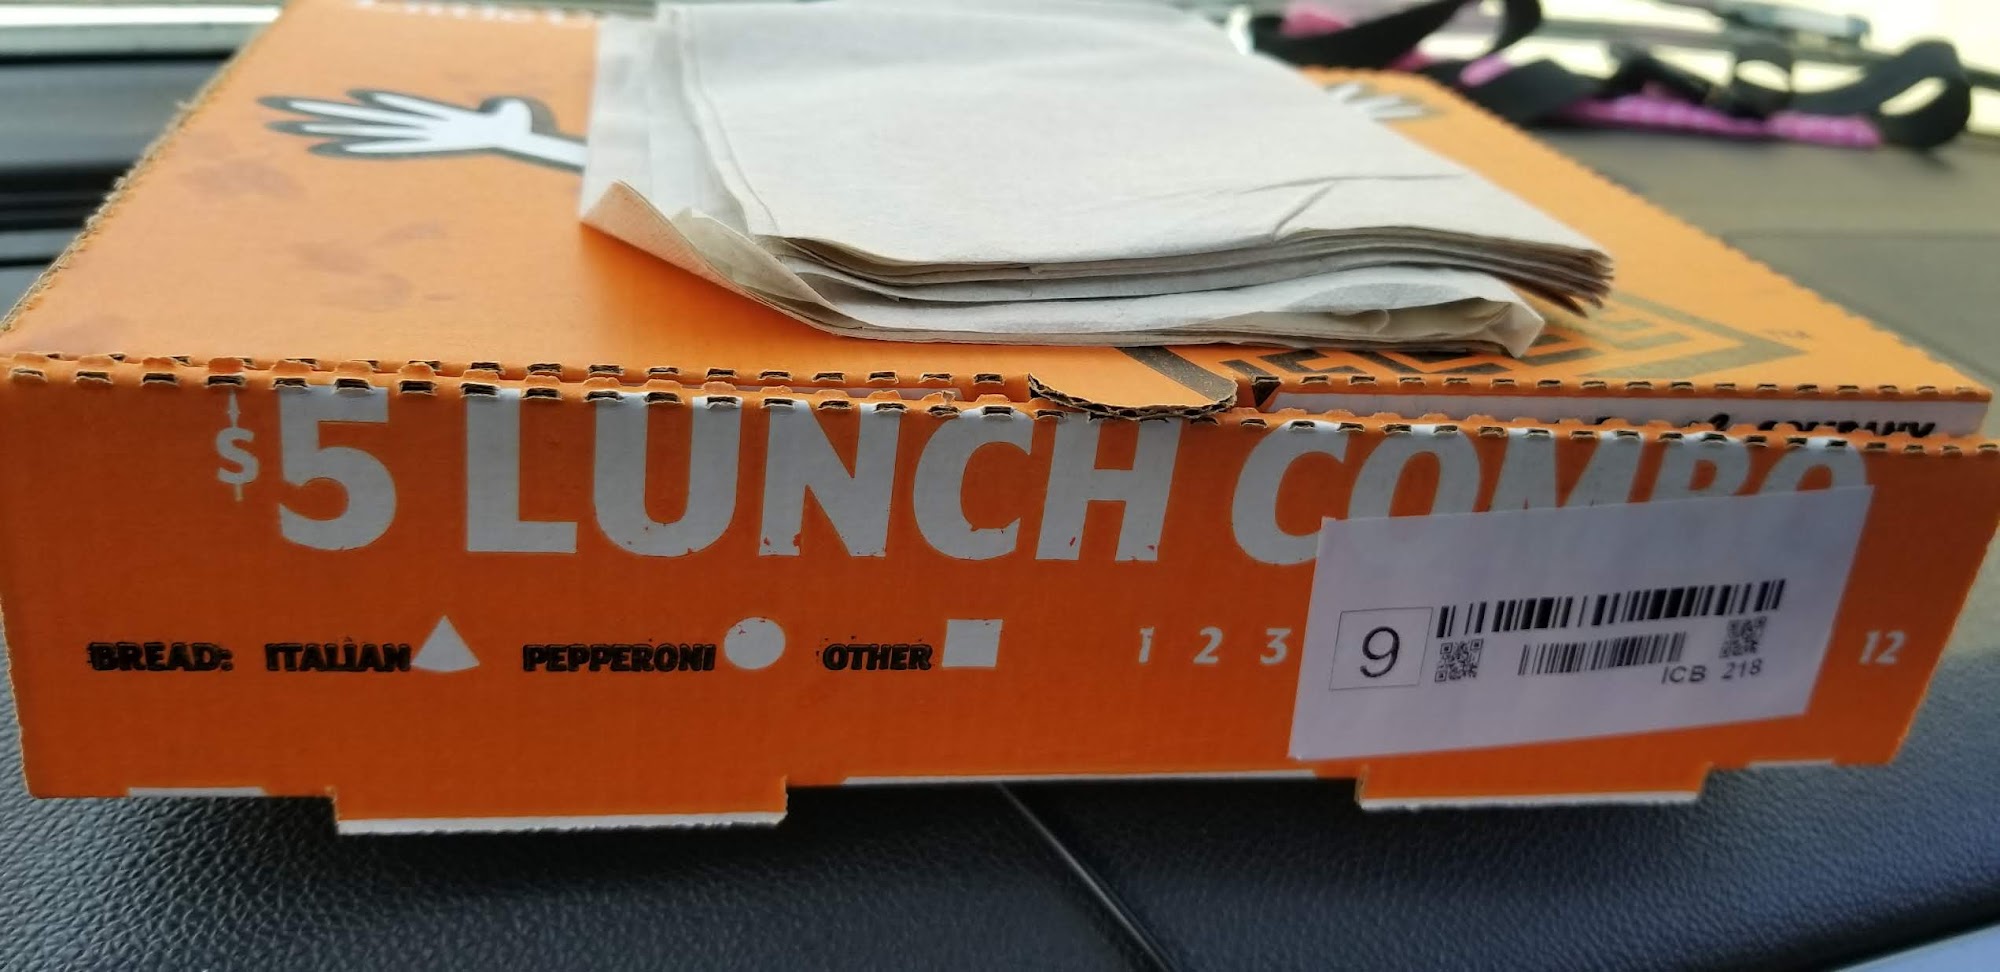 $5 LUNCH COMBO
BREAD: ITALIAN PEPPERONI OTHER 1 2 3 12
9
ICB 218